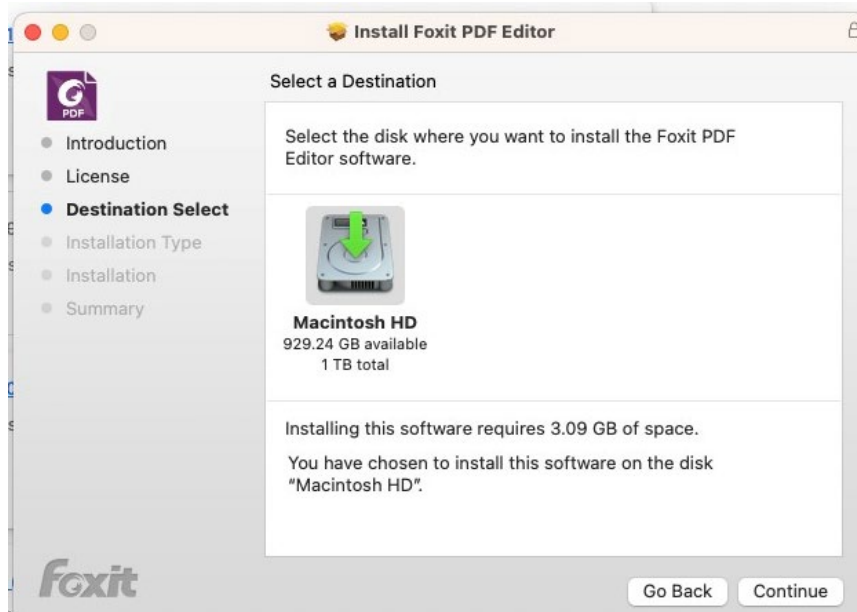 Install Foxit PDF Editor
PDF
Select a Destination
Introduction
License
Destination Select
Installation Type
Installation
Summary
Select the disk where you want to install the Foxit PDF
Editor software.
Macintosh HD
929.24 GB available
1 TB total
Installing this software requires 3.09 GB of space.
You have chosen to install this software on the disk
“Macintosh HD”.
Foxit
Go Back
Continue